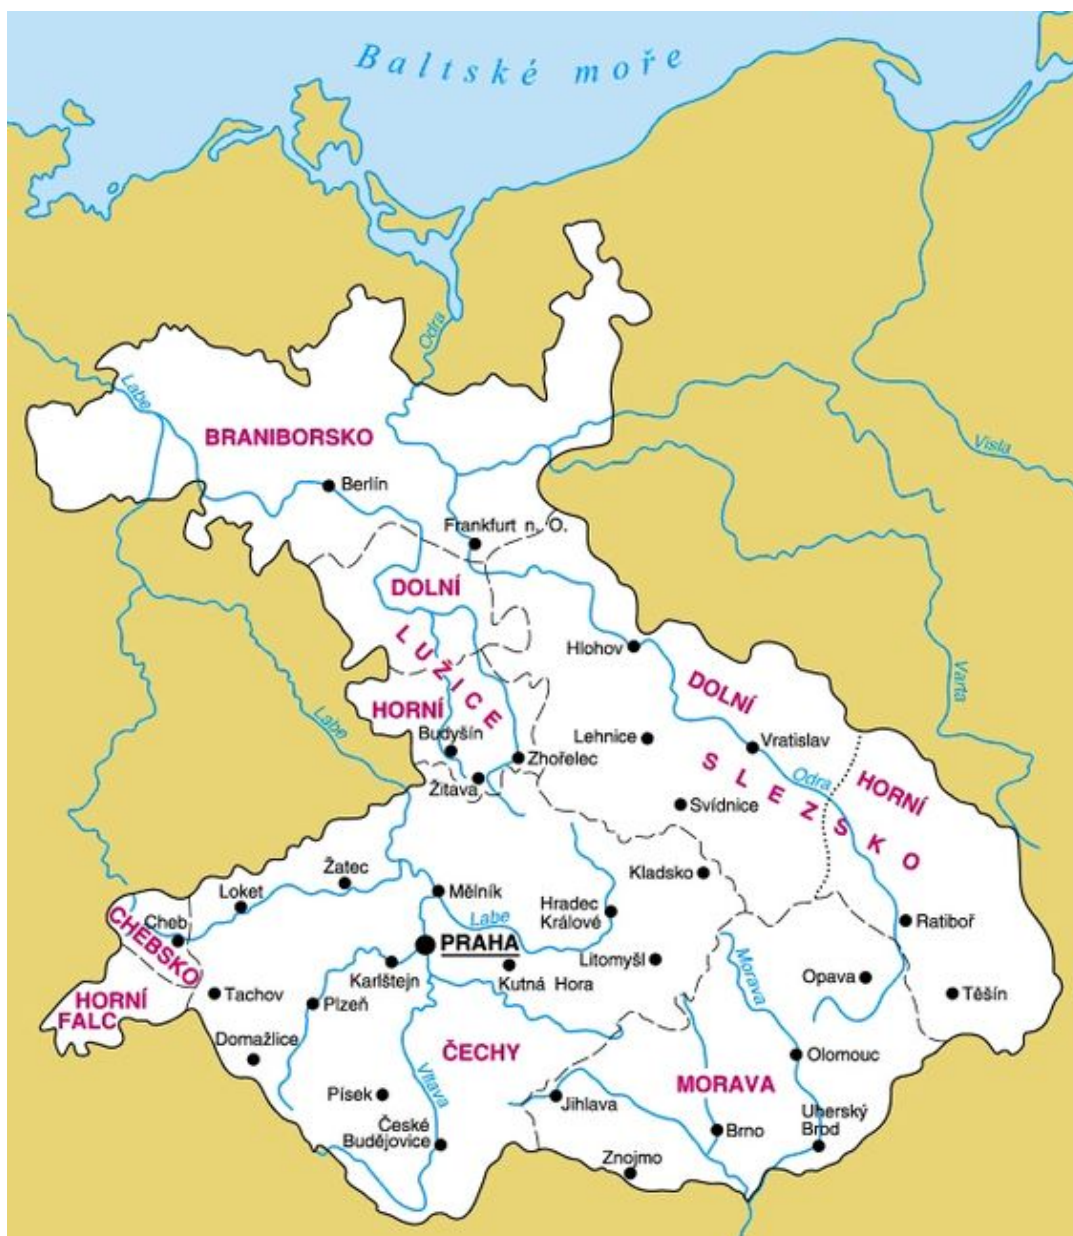 Baltské moře
Odra
Labe
BRANIBORSKO
Visla
Berlín
Frankfurt n. O.
DOLNÍ
LUŽICE
HORNÍ
Hlohov
DOLNÍ
SLEZSKO
HORNÍ
Varta
Labe
Budyšín
Zhořelec
Žitava
Lehnice
Vratislav
Odra
Svídnice
Kladsko
Žatec
Loket
Mělník
Labe
Hradec
Králové
Ratiboř
CHEBSKO
Cheb
PRAHA
Karlštejn
Kutná Hora
Litomyšl
Morava
Opava
Těšín
HORNÍ
FALC
Tachov
Plzeň
Domažlice
ČECHY
Vltava
Olomouc
MORAVA
Písek
Jihlava
České
Budějovice
Brno
Uherský
Brod
Znojmo